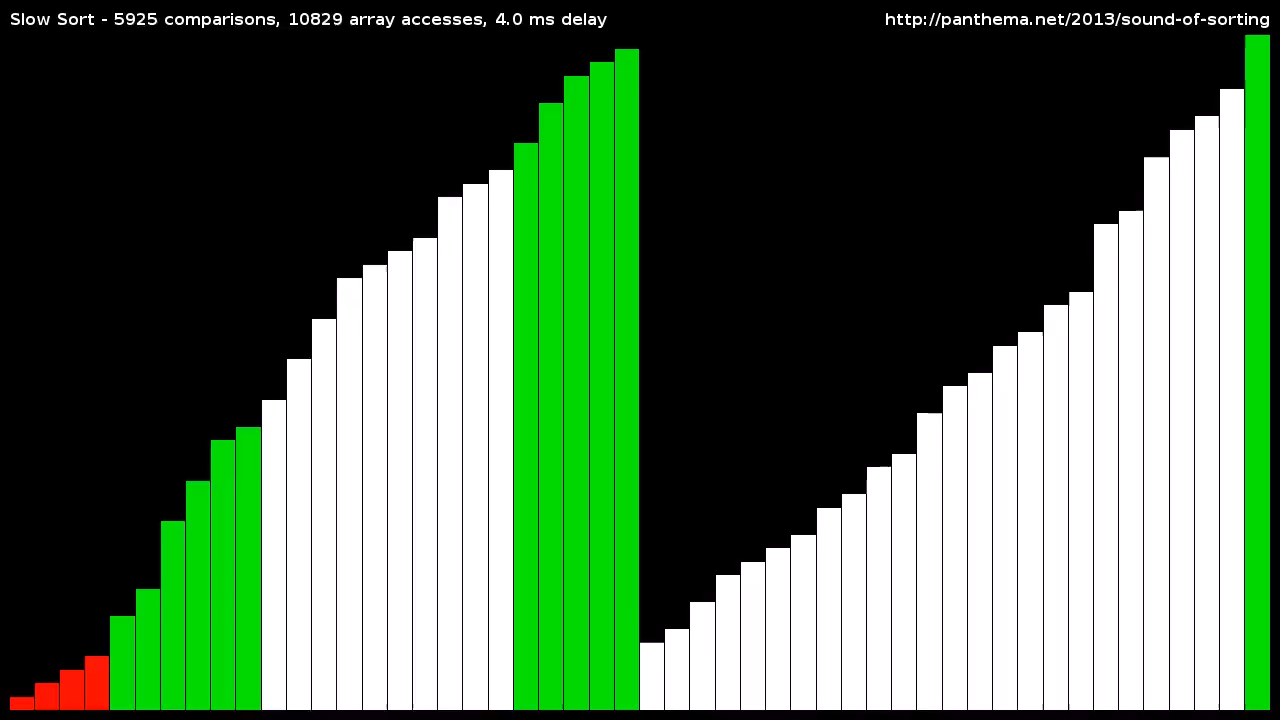 Slow Sort - 5925 comparisons, 10829 array accesses, 4.0 ms delay
http://panthema.net/2013/sound-of-sorting